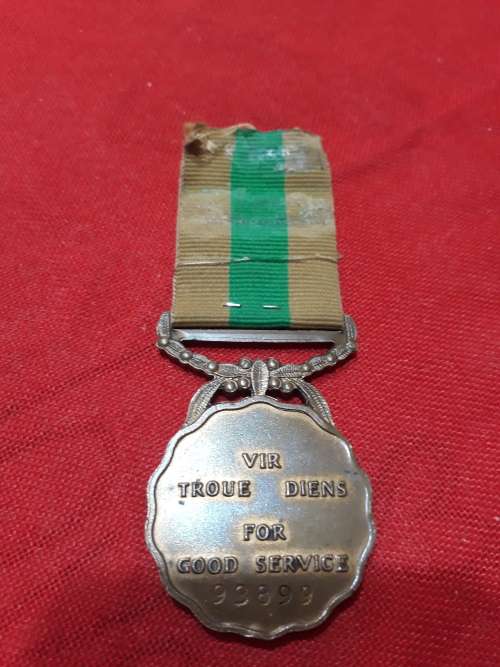 VIR
TROUE DIENS
FOR
GOOD SERVICE
93893